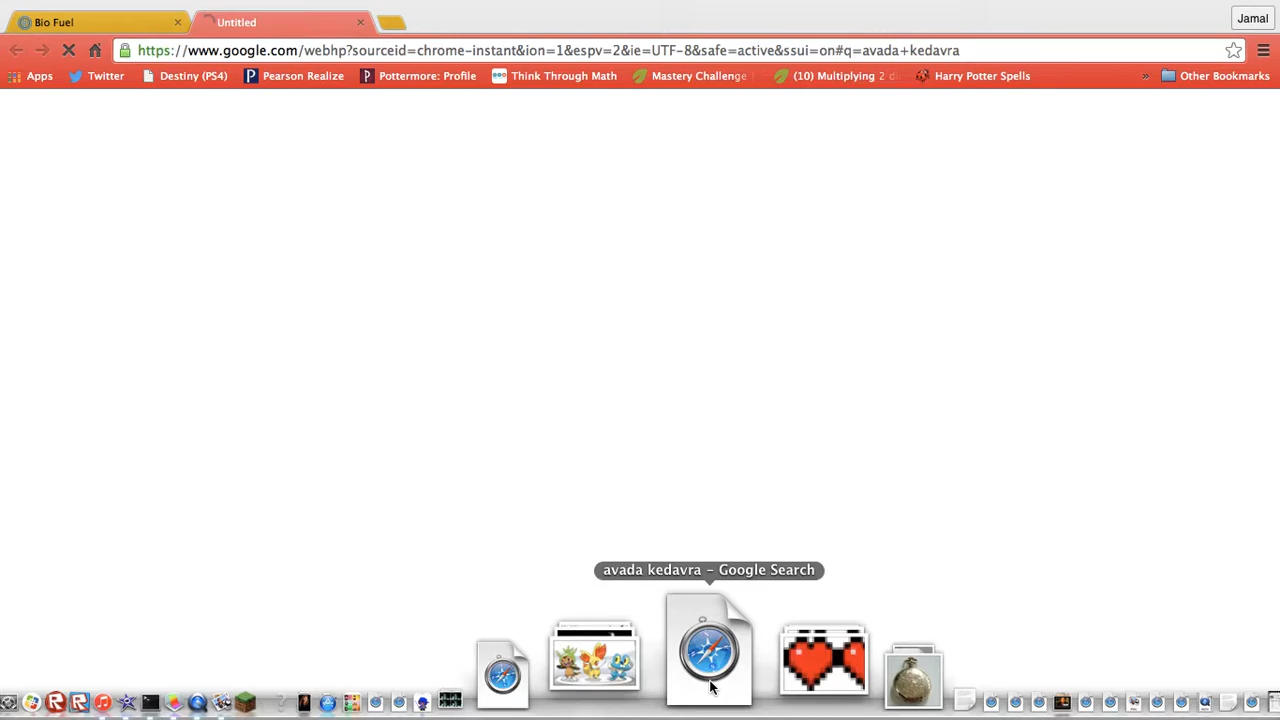 Bio Fuel
Untitled
Jamal
https://www.google.com/webhp?sourceid=chrome-instant&ion=1&espv=2&ie=UTF-8&safe=active&ssui=on#q=avada+kedavra
Apps Twitter Destiny (PS4) Pearson Realize Pottermore: Profile Think Through Math Mastery Challenge (10) Multiplying 2 di Harry Potter Spells » Other Bookmarks
avada kedavra – Google Search